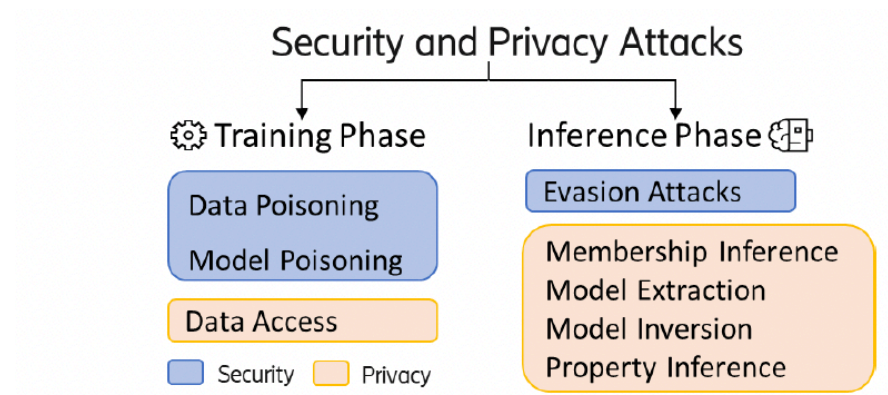 Security and Privacy Attacks
Training Phase
Data Poisoning
Model Poisoning
Data Access
Security
Privacy
Inference Phase
Evasion Attacks
Membership Inference
Model Extraction
Model Inversion
Property Inference